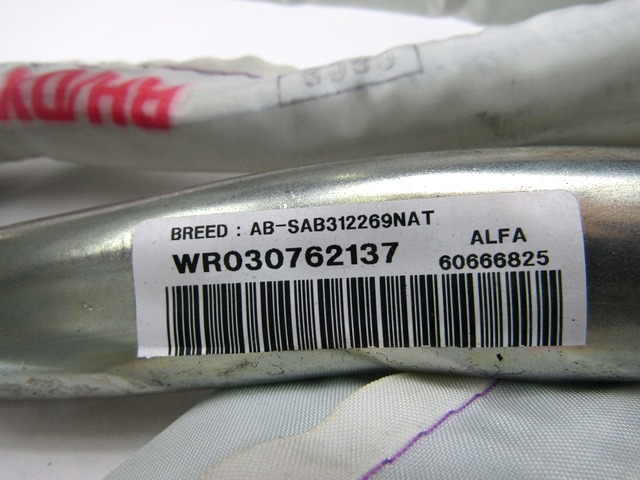 BREED : AB-SAB312269NAT
WR030762137
ALFA
60666825